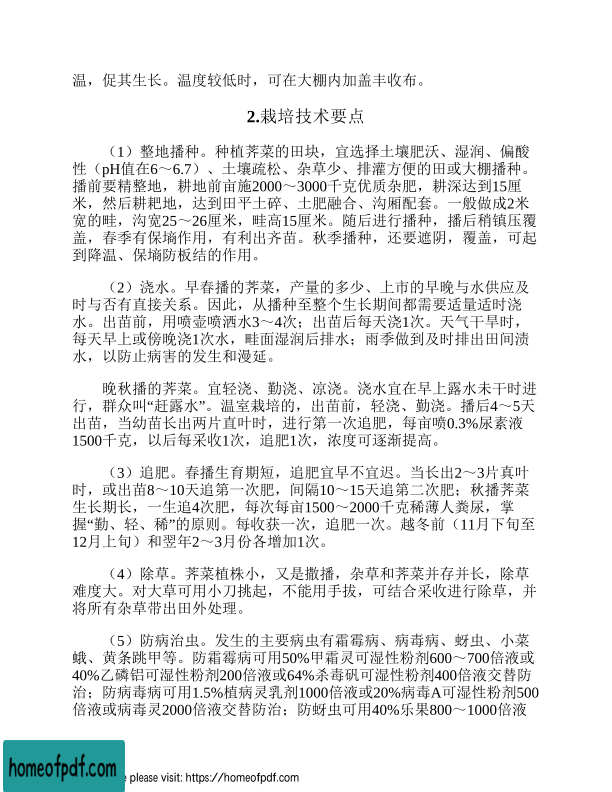 温，促其生长。温度较低时，可在大棚内加盖丰收布。
2.栽培技术要点
（1）整地播种。种植荠菜的田块，宜选择土壤肥沃、湿润、偏酸
性（pH值在6～6.7）、土壤疏松、杂草少、排灌方便的田或大棚播种。
播前要精整地，耕地前亩施2000～3000千克优质杂肥，耕深达到15厘
米，然后耕耙地，达到田平土碎、土肥融合、沟厢配套。一般做成2米
宽的畦，沟宽25～26厘米，畦高15厘米。随后进行播种，播后稍镇压覆
盖，春季有保墒作用，有利出齐苗。秋季播种，还要遮阴，覆盖，可起
到降温、保墒防板结的作用。
（2）浇水。早春播的荠菜，产量的多少、上市的早晚与水供应及
时与否有直接关系。因此，从播种至整个生长期间都需要适量适时浇
水。出苗前，用喷壶喷洒水3～4次；出苗后每天浇1次。天气干旱时，
每天早上或傍晚浇1次水，畦面湿润后排水；雨季做到及时排出田间渍
水，以防止病害的发生和漫延。
晚秋播的荠菜。宜轻浇、勤浇、凉浇。浇水宜在早上露水未干时进
行，群众叫“赶露水”。温室栽培的，出苗前，轻浇、勤浇。播后4～5天
出苗，当幼苗长出两片直叶时，进行第一次追肥，每亩喷0.3%尿素液
1500千克，以后每采收1次，追肥1次，浓度可逐渐提高。
（3）追肥。春播生育期短，追肥宜早不宜迟。当长出2～3片真叶
时，或出苗8～10天追第一次肥，间隔10～15天追第二次肥；秋播荠菜
生长期长，一生追4次肥，每次每亩1500～2000千克稀薄人粪尿，掌
握“勤、轻、稀”的原则。每收获一次，追肥一次。越冬前（11月下旬至
12月上旬）和翌年2～3月份各增加1次。
（4）除草。荠菜植株小，又是撒播，杂草和荠菜并存并长，除草
难度大。对大草可用小刀挑起，不能用手拔，可结合采收进行除草，并
将所有杂草带出田外处理。
（5）防病治虫。发生的主要病虫有霜霉病、病毒病、蚜虫、小菜
蛾、黄条跳甲等。防霜霉病可用50%甲霜灵可湿性粉剂600～700倍液或
40%乙磷铝可湿性粉剂200倍液或64%杀毒矾可湿性粉剂400倍液交替防
治；防病毒病可用1.5%植病灵乳剂1000倍液或20%病毒A可湿性粉剂500
倍液或病毒灵2000倍液交替防治；防蚜虫可用40%乐果800～1000倍液
homeofpdf.com
e please visit: https://homeofpdf.com